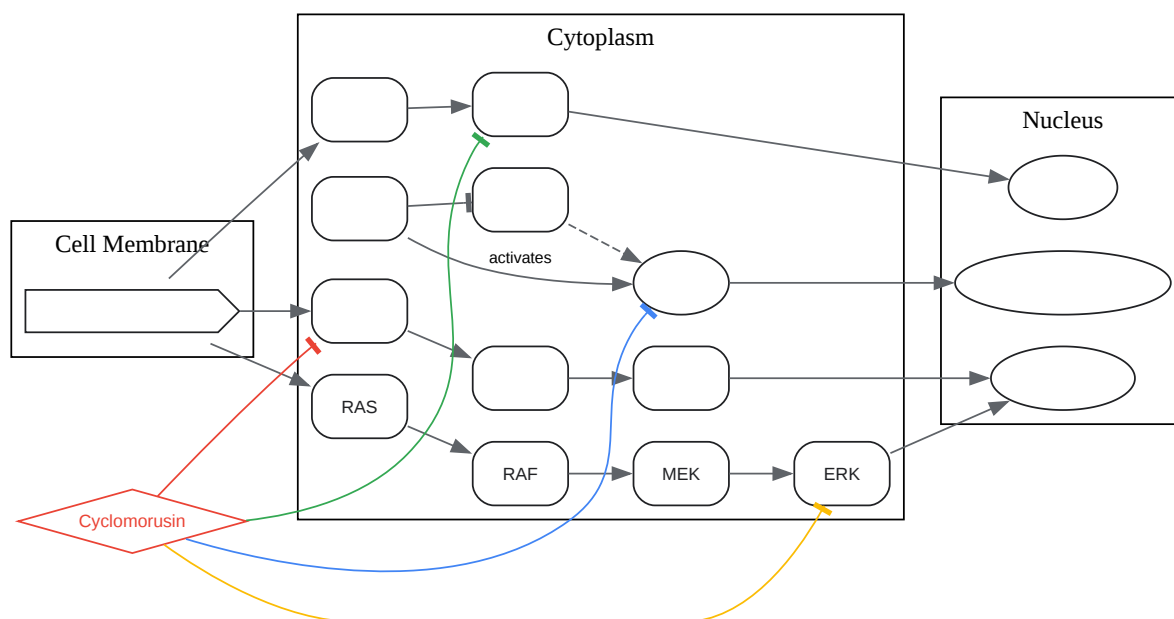 Cytoplasm
Nucleus
Cell Membrane
activates
RAS
RAF
MEK
ERK
Cyclomorusin